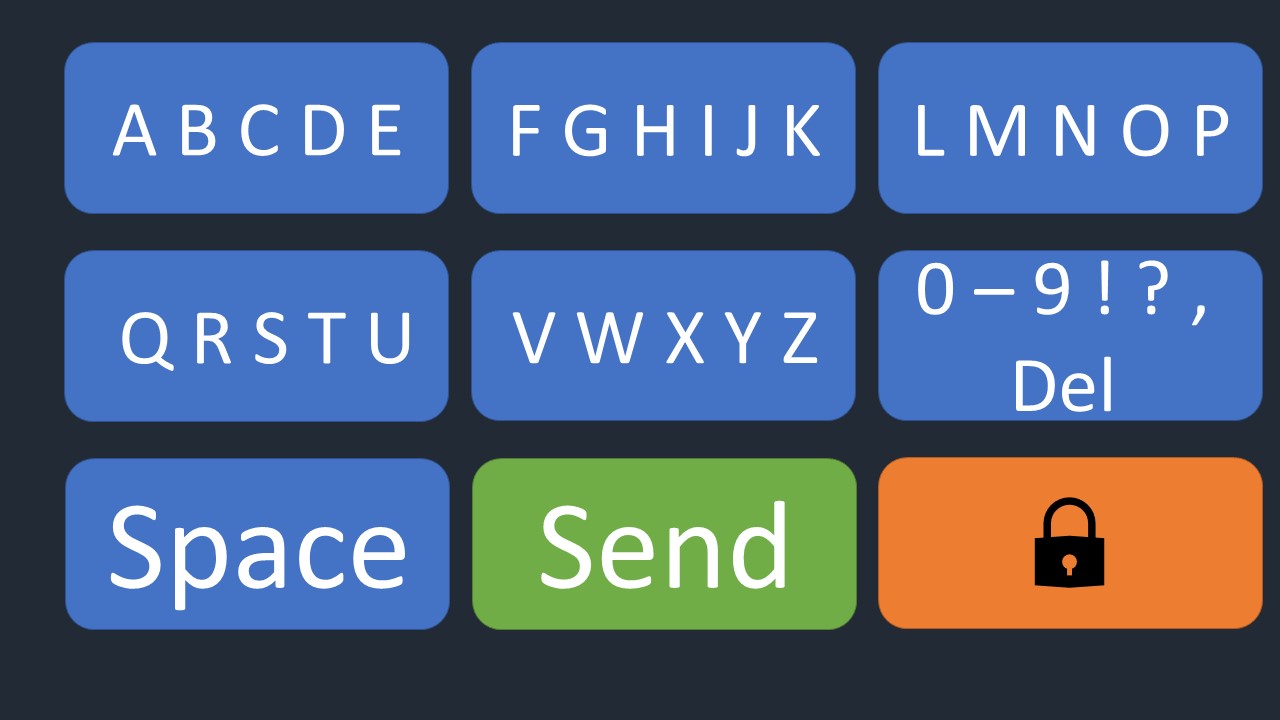 A B C D E
F G H I J K
L M N O P
Q R S T U
V W X Y Z
0 – 9 ! ? ,
Del
Space
Send